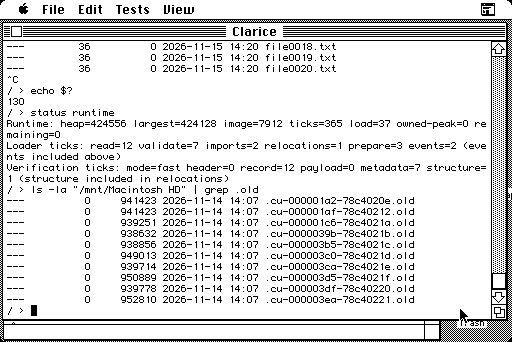 File Edit Tests View
Clarice
--- 36 0 2026-11-15 14:20 file0018.txt
--- 36 0 2026-11-15 14:20 file0019.txt
--- 36 0 2026-11-15 14:20 file0020.txt
^C
/ > echo $?
130
/ > status runtime
Runtime: heap=424556 largest=424128 image=7912 ticks=365 load=37 owned-peak=0 re
maining=0
Loader ticks: read=12 validate=7 imports=2 relocations=1 prepare=3 events=2 (eve
nts included above)
Verification ticks: mode=fast header=0 record=12 payload=0 metadata=7 structure=
1 (structure included in relocations)
/ > ls -la "/mnt/Macintosh HD" | grep .old
--- 0 941423 2026-11-14 14:07 .cu-000001a2-78c4020e.old
--- 0 941423 2026-11-14 14:07 .cu-000001af-78c40212.old
--- 0 939251 2026-11-14 14:07 .cu-000001c6-78c4021a.old
--- 0 938632 2026-11-14 14:07 .cu-0000039b-78c4021b.old
--- 0 938856 2026-11-14 14:07 .cu-000003b5-78c4021c.old
--- 0 949013 2026-11-14 14:07 .cu-000003c0-78c4021d.old
--- 0 939714 2026-11-14 14:07 .cu-000003ca-78c4021e.old
--- 0 950889 2026-11-14 14:07 .cu-000003d5-78c4021f.old
--- 0 939778 2026-11-14 14:07 .cu-000003df-78c40220.old
--- 0 952810 2026-11-14 14:07 .cu-000003ea-78c40221.old
/ >
Trash